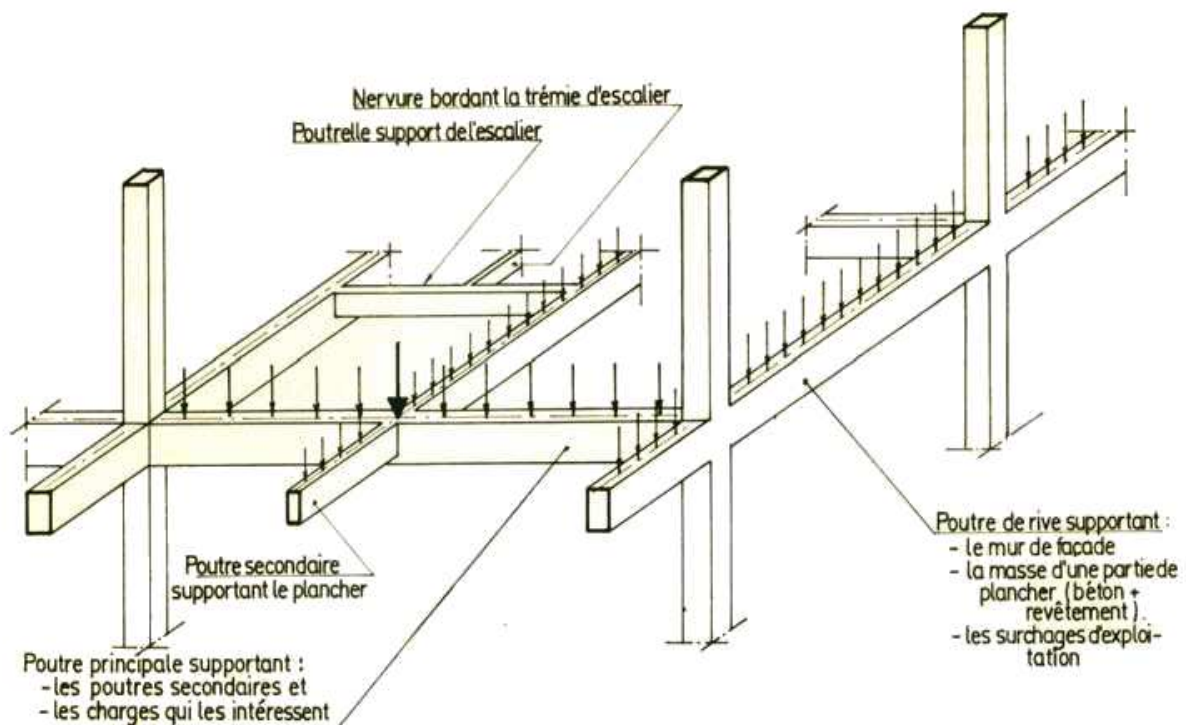 Nervure bordant la trémie d'escalier
Poutrelle support de l'escalier
Poutre secondaire
supportant le plancher
Poutre principale supportant :
- les poutres secondaires et
- les charges qui les intéressent
Poutre de rive supportant :
- le mur de façade
- la masse d'une partie de
plancher (béton +
revêtement).
- les surchages d'exploi-
tation